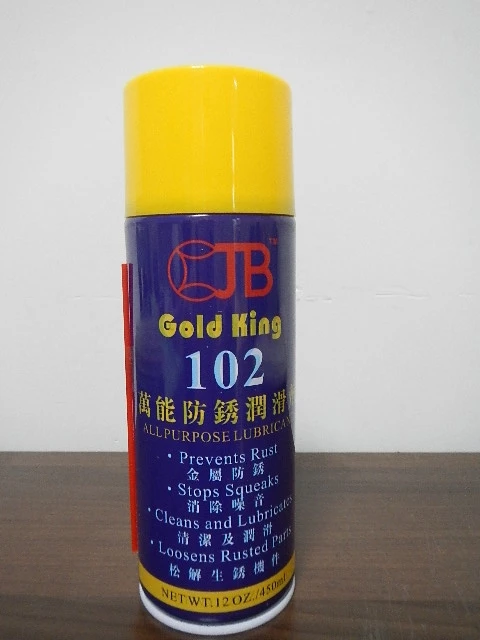 JB
TM
Gold King
102
萬能防銹潤滑
ALL PURPOSE LUBRICAN
· Prevents Rust
金屬防銹
· Stops Squeaks
消除噪音
· Cleans and Lubricates
清潔及潤滑
· Loosens Rusted Parts
松解生銹機件
NET.WT.12 OZ./450ml